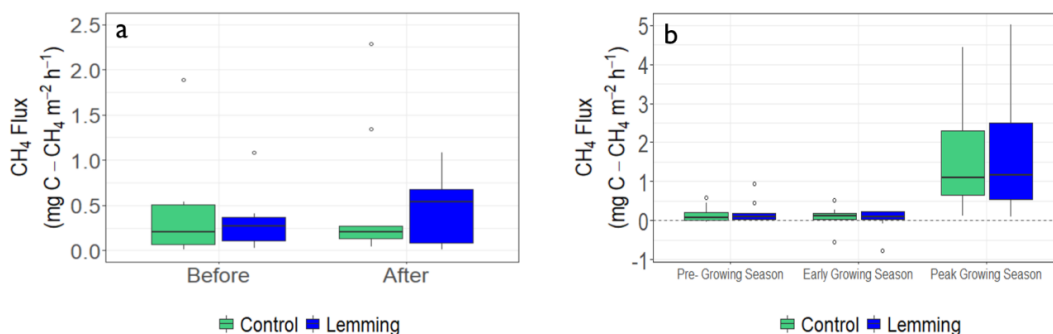 a
CH₄ Flux
(mg C − CH₄ m⁻² h⁻¹)
2.5
2.0
1.5
1.0
0.5
0.0
Before After
Control Lemming
b
CH₄ Flux
(mg C − CH₄ m⁻² h⁻¹)
5
4
3
2
1
0
-1
Pre- Growing Season Early Growing Season Peak Growing Season
Control Lemming